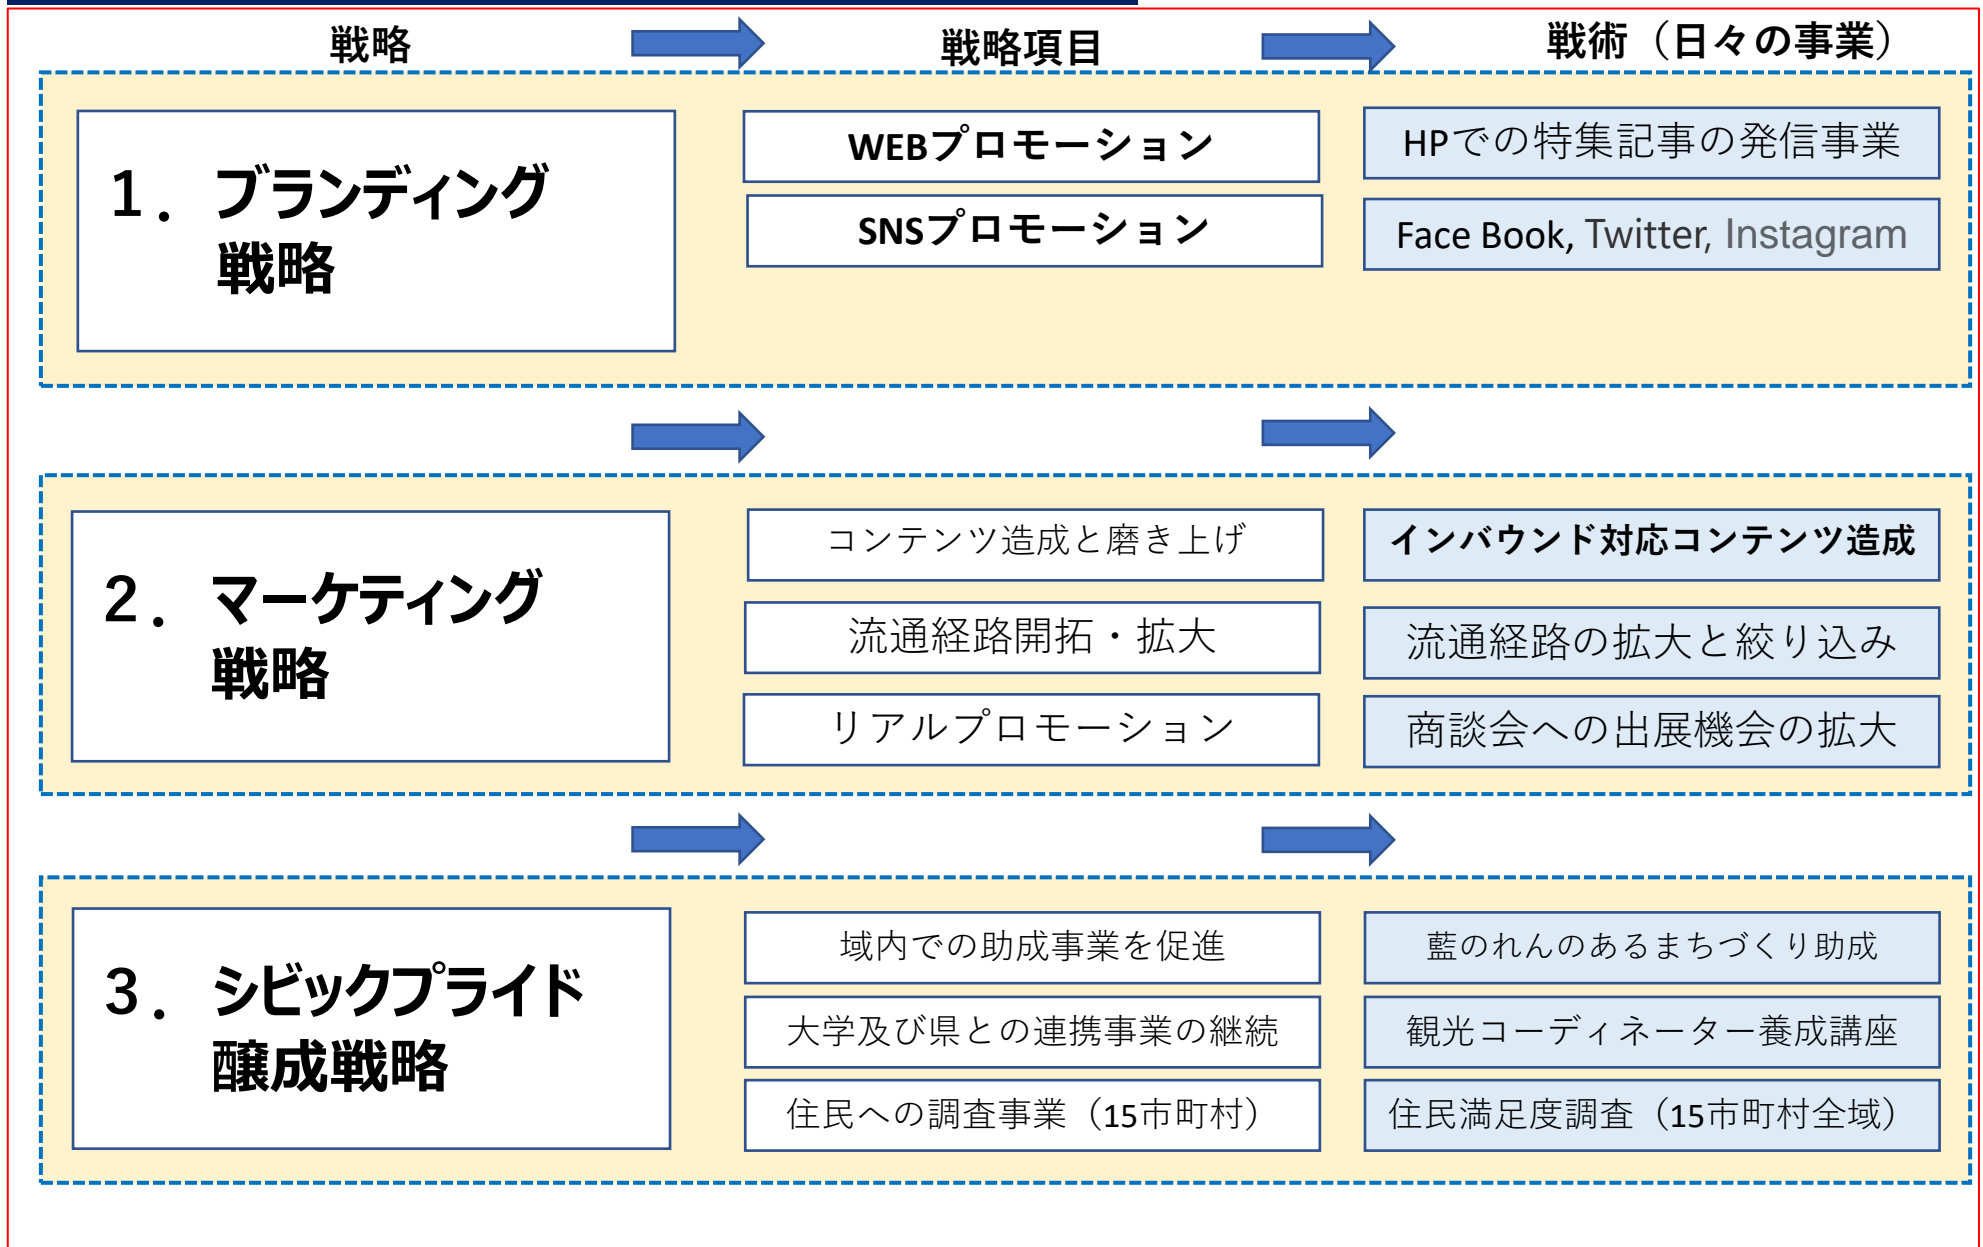 戦略
戦略項目
戦術（日々の事業）
１．ブランディング
戦略
WEBプロモーション
HPでの特集記事の発信事業
SNSプロモーション
Face Book, Twitter, Instagram
２．マーケティング
戦略
コンテンツ造成と磨き上げ
インバウンド対応コンテンツ造成
流通経路開拓・拡大
流通経路の拡大と絞り込み
リアルプロモーション
商談会への出展機会の拡大
３．シビックプライド
醸成戦略
域内での助成事業を促進
藍のれんのあるまちづくり助成
大学及び県との連携事業の継続
観光コーディネーター養成講座
住民への調査事業（15市町村）
住民満足度調査（15市町村全域）